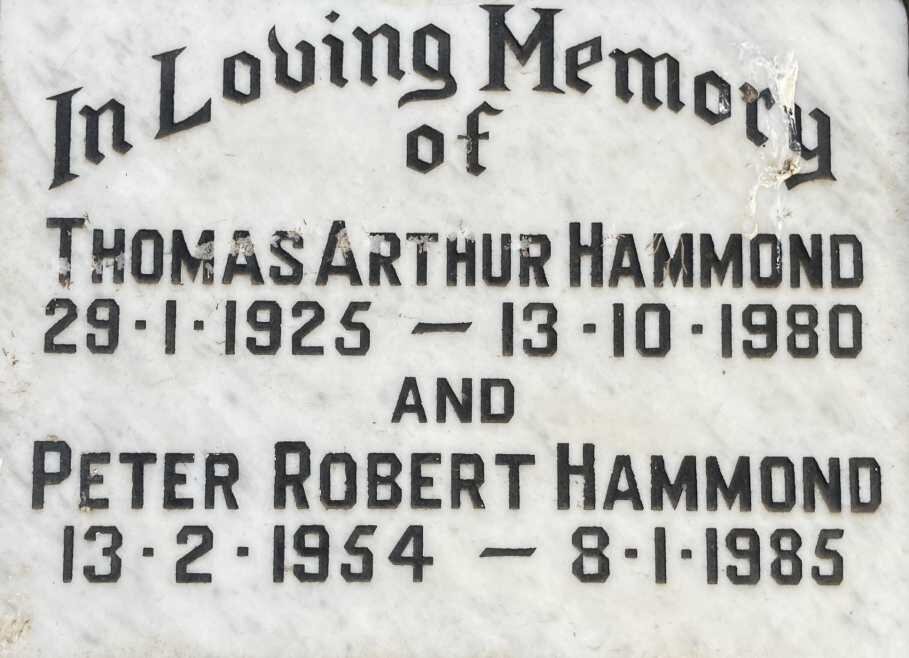 In Loving Memory
of
THOMAS ARTHUR HAMMOND
29·1·1925 — 13·10·1980
AND
PETER ROBERT HAMMOND
13·2·1954 — 8·1·1985